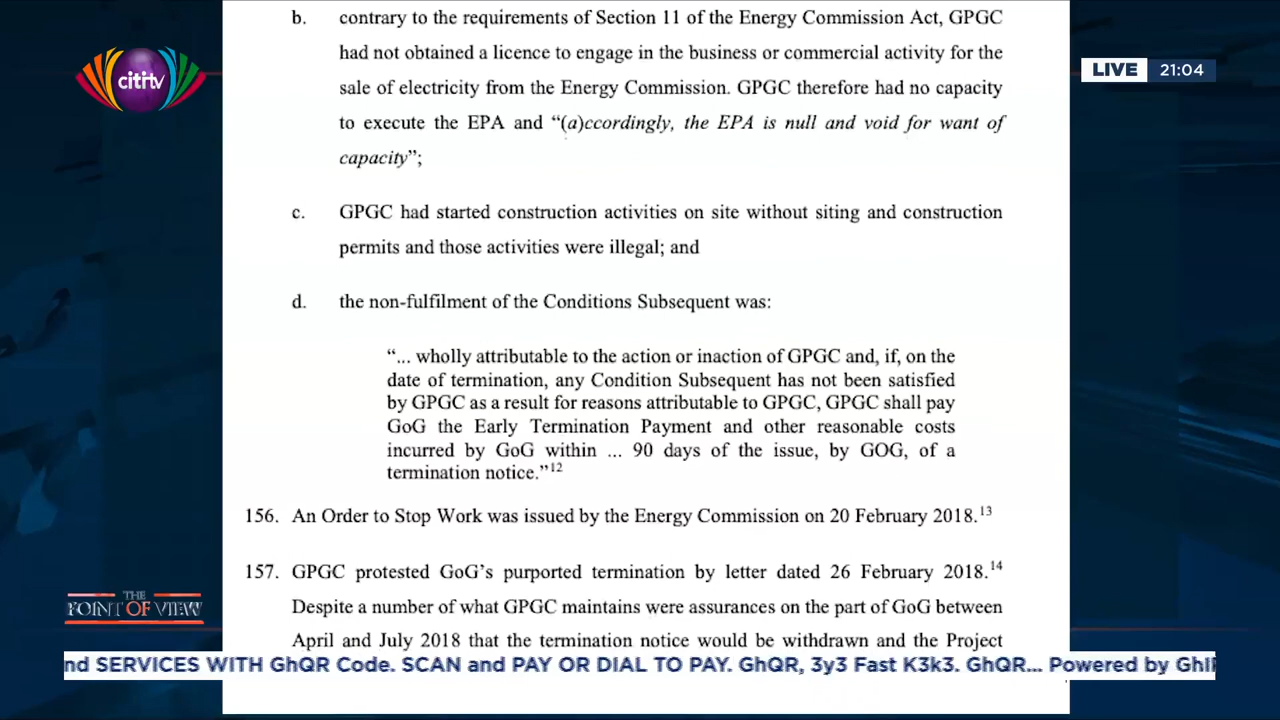 b. contrary to the requirements of Section 11 of the Energy Commission Act, GPGC
had not obtained a licence to engage in the business or commercial activity for the
sale of electricity from the Energy Commission. GPGC therefore had no capacity
to execute the EPA and “(a)ccordingly, the EPA is null and void for want of
capacity”;
citi tv
LIVE 21:04
c. GPGC had started construction activities on site without siting and construction
permits and those activities were illegal; and
d. the non-fulfilment of the Conditions Subsequent was:
“... wholly attributable to the action or inaction of GPGC and, if, on the
date of termination, any Condition Subsequent has not been satisfied
by GPGC as a result for reasons attributable to GPGC, GPGC shall pay
GoG the Early Termination Payment and other reasonable costs
incurred by GoG within ... 90 days of the issue, by GOG, of a
termination notice.”12
156. An Order to Stop Work was issued by the Energy Commission on 20 February 2018.13
157. GPGC protested GoG’s purported termination by letter dated 26 February 2018.14
Despite a number of what GPGC maintains were assurances on the part of GoG between
April and July 2018 that the termination notice would be withdrawn and the Project
THE
POINT OF VIEW
nd SERVICES WITH GhQR Code. SCAN and PAY OR DIAL TO PAY. GhQR, 3y3 Fast K3k3. GhQR... Powered by